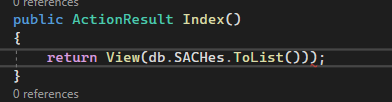 0 references
public ActionResult Index()
{
return View(db.SACHes.ToList()));
}
0 references